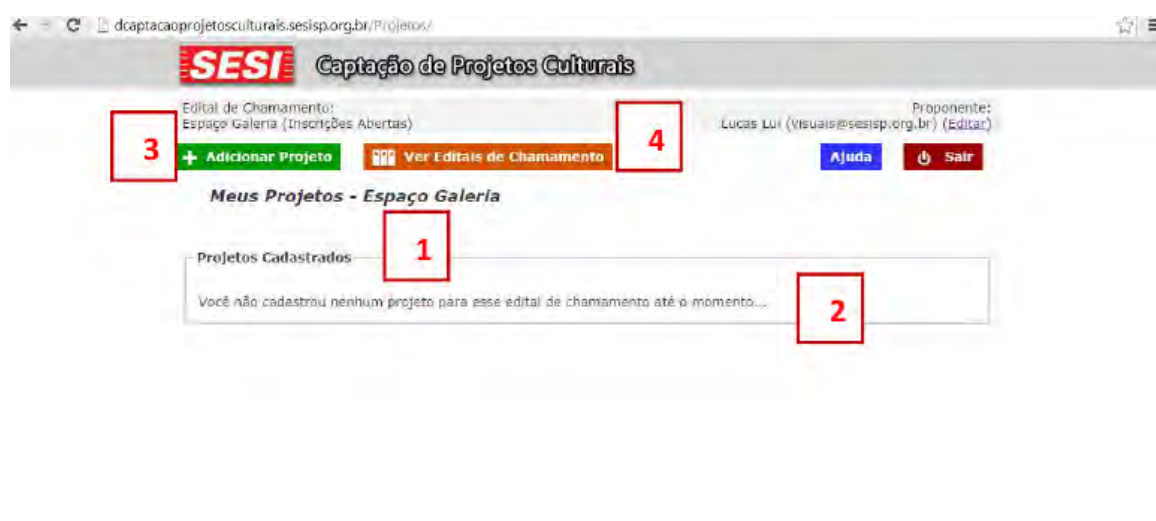 dcaptacaoprojetosculturais.sesisp.org.br/Projetos/
SESI Captação de Projetos Culturais
Edital de Chamamento:
Espaço Galeria (Inscrições Abertas)
Proponente:
Lucas Lui (visuais@sesisp.org.br) (Editar)
3
4
+ Adicionar Projeto
Ver Editais de Chamamento
Ajuda
Sair
Meus Projetos - Espaço Galeria
1
Projetos Cadastrados
Você não cadastrou nenhum projeto para esse edital de chamamento até o momento...
2